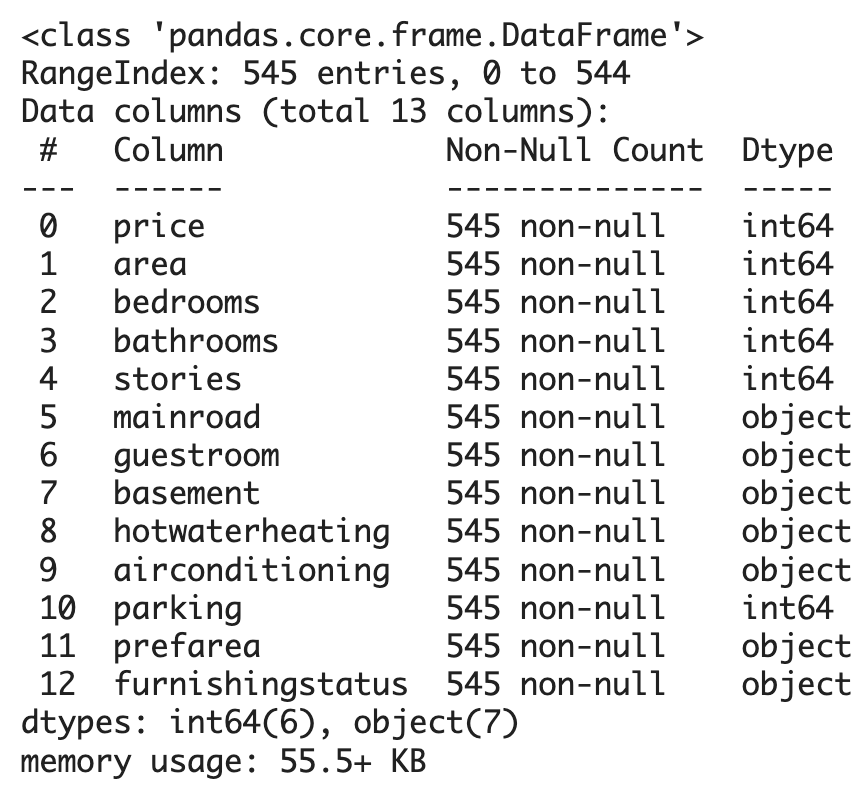 <class 'pandas.core.frame.DataFrame'>
RangeIndex: 545 entries, 0 to 544
Data columns (total 13 columns):
 #   Column            Non-Null Count  Dtype
---  ------            --------------  -----
 0   price             545 non-null    int64
 1   area              545 non-null    int64
 2   bedrooms          545 non-null    int64
 3   bathrooms         545 non-null    int64
 4   stories           545 non-null    int64
 5   mainroad          545 non-null    object
 6   guestroom         545 non-null    object
 7   basement          545 non-null    object
 8   hotwaterheating   545 non-null    object
 9   airconditioning   545 non-null    object
 10  parking           545 non-null    int64
 11  prefarea          545 non-null    object
 12  furnishingstatus  545 non-null    object
dtypes: int64(6), object(7)
memory usage: 55.5+ KB